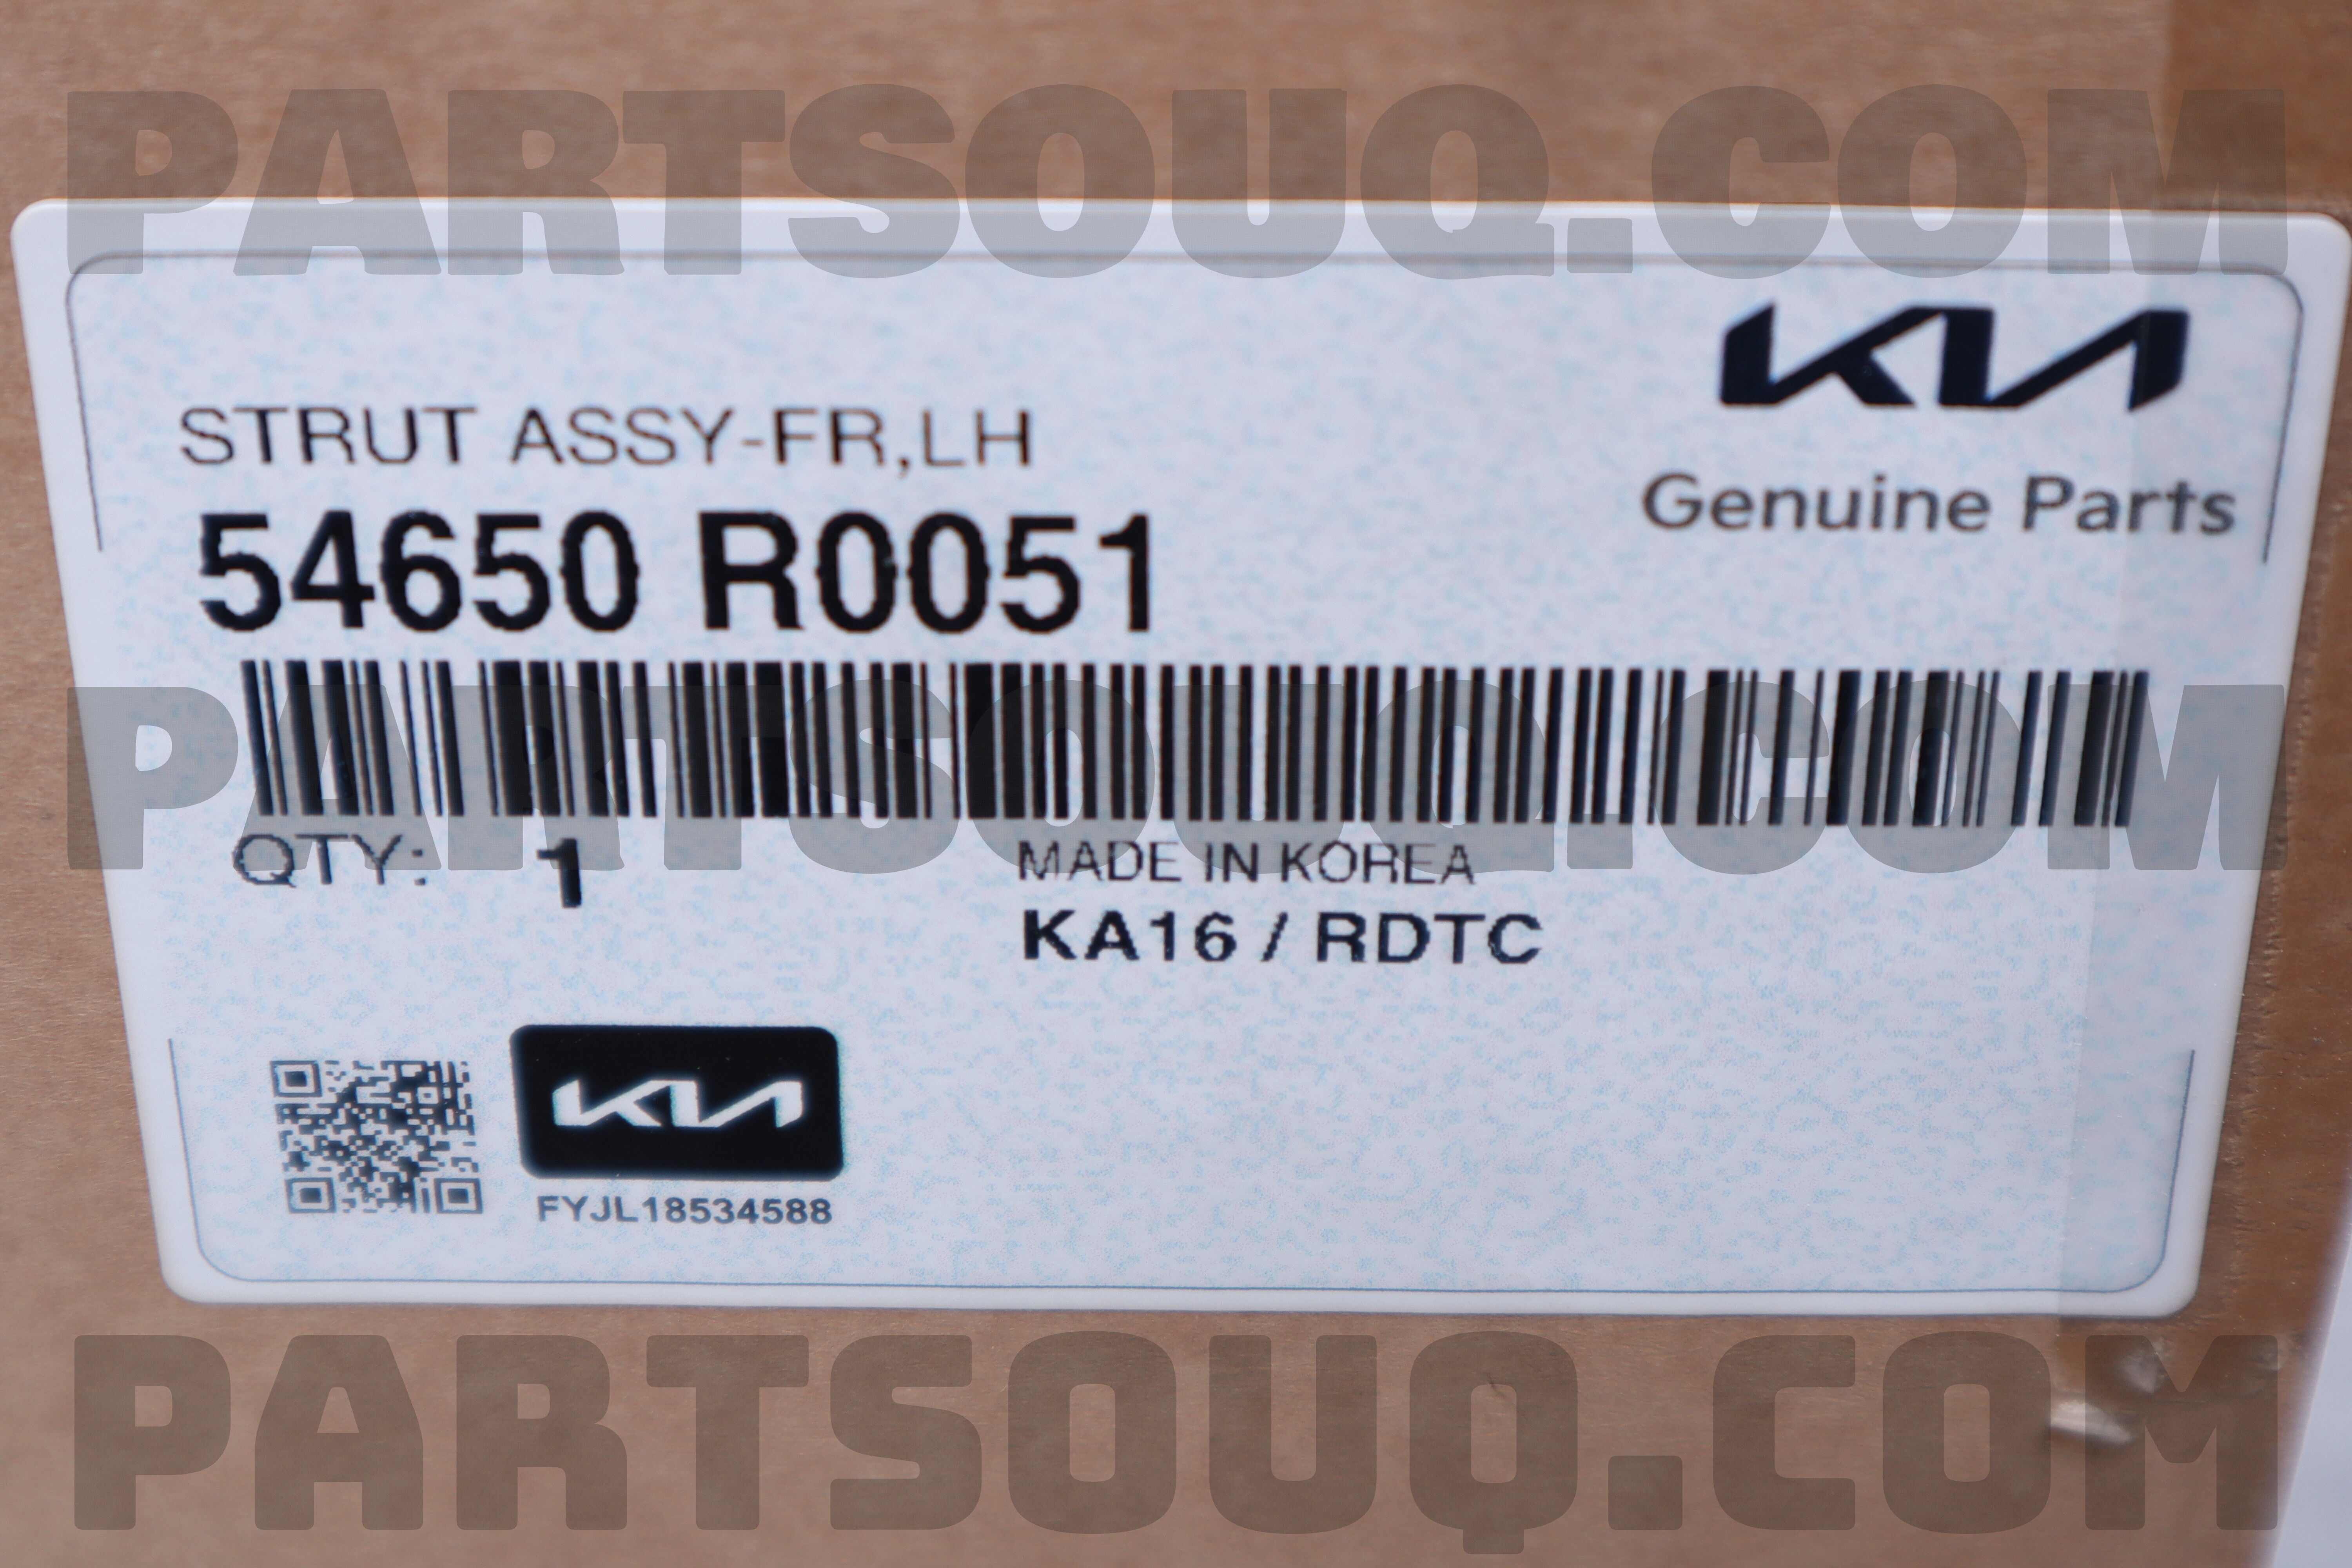 PARTSOUQ.COM
KIA
Genuine Parts
STRUT ASSY-FR,LH
54650 R0051
PARTSOUQ.COM
QTY: 1
MADE IN KOREA
KA16 / RDTC
KIA
FYJL18534588
PARTSOUQ.COM